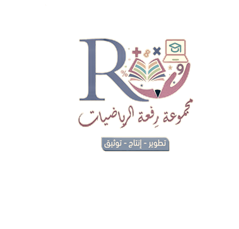 R
مجموعة رفعة الرياضيات
تطوير - إنتاج - توثيق